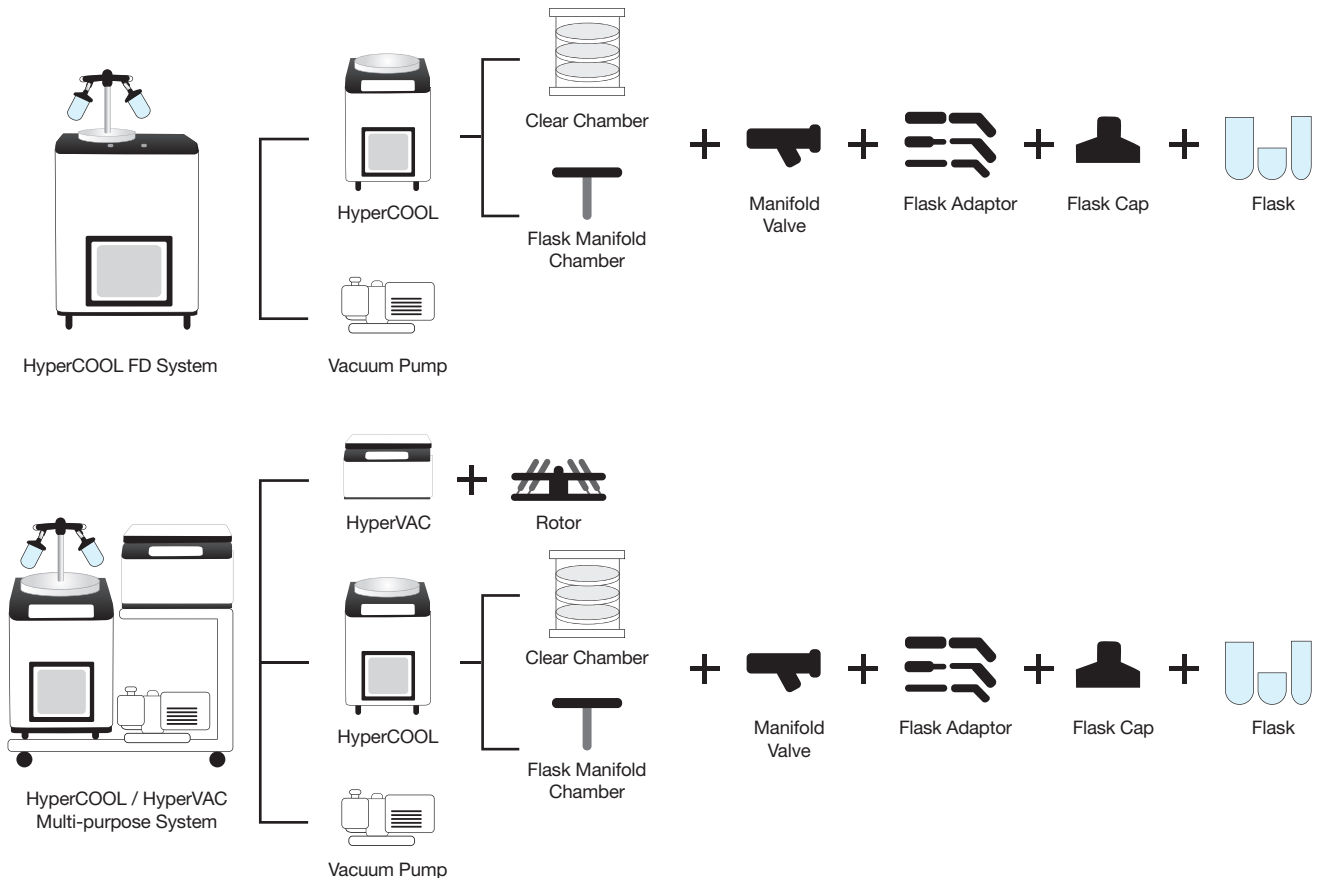 Clear Chamber
HyperCOOL
Flask Manifold
Chamber
Manifold
Valve
Flask Adaptor
Flask Cap
Flask
HyperCOOL FD System
Vacuum Pump
HyperVAC
Rotor
Clear Chamber
HyperCOOL
Flask Manifold
Chamber
Manifold
Valve
Flask Adaptor
Flask Cap
Flask
HyperCOOL / HyperVAC
Multi-purpose System
Vacuum Pump